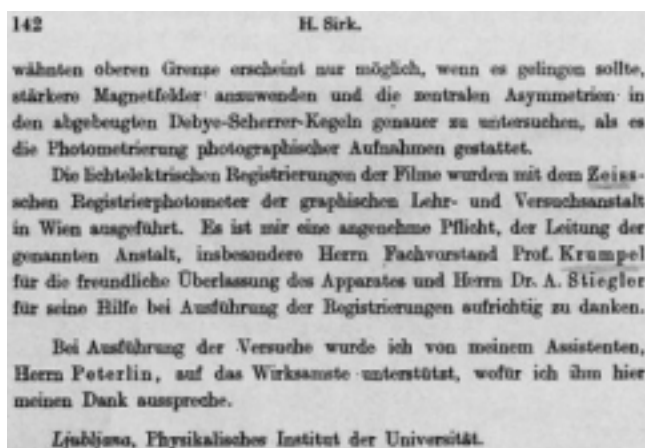 142 H. Sirk.
wähnten oberen Grenze erscheint nur möglich, wenn es gelingen sollte,
stärkere Magnetfelder anzuwenden und die zentralen Asymmetrien in
den abgebeugten Debye-Scherrer-Kegeln genauer zu untersuchen, als es
die Photometrierung photographischer Aufnahmen gestattet.
Die lichtelektrischen Registrierungen der Filme wurden mit dem Zeiss-
schen Registrierphotometer der graphischen Lehr- und Versuchsanstalt
in Wien ausgeführt. Es ist mir eine angenehme Pflicht, der Leitung der
genannten Anstalt, insbesondere Herrn Fachvorstand Prof. Krumpel
für die freundliche Überlassung des Apparates und Herrn Dr. A. Stiegler
für seine Hilfe bei Ausführung der Registrierungen aufrichtig zu danken.
Bei Ausführung der Versuche wurde ich von meinem Assistenten,
Herrn Peterlin, auf das Wirksamste unterstützt, wofür ich ihm hier
meinen Dank ausspreche.
Ljubljana, Physikalisches Institut der Universität.